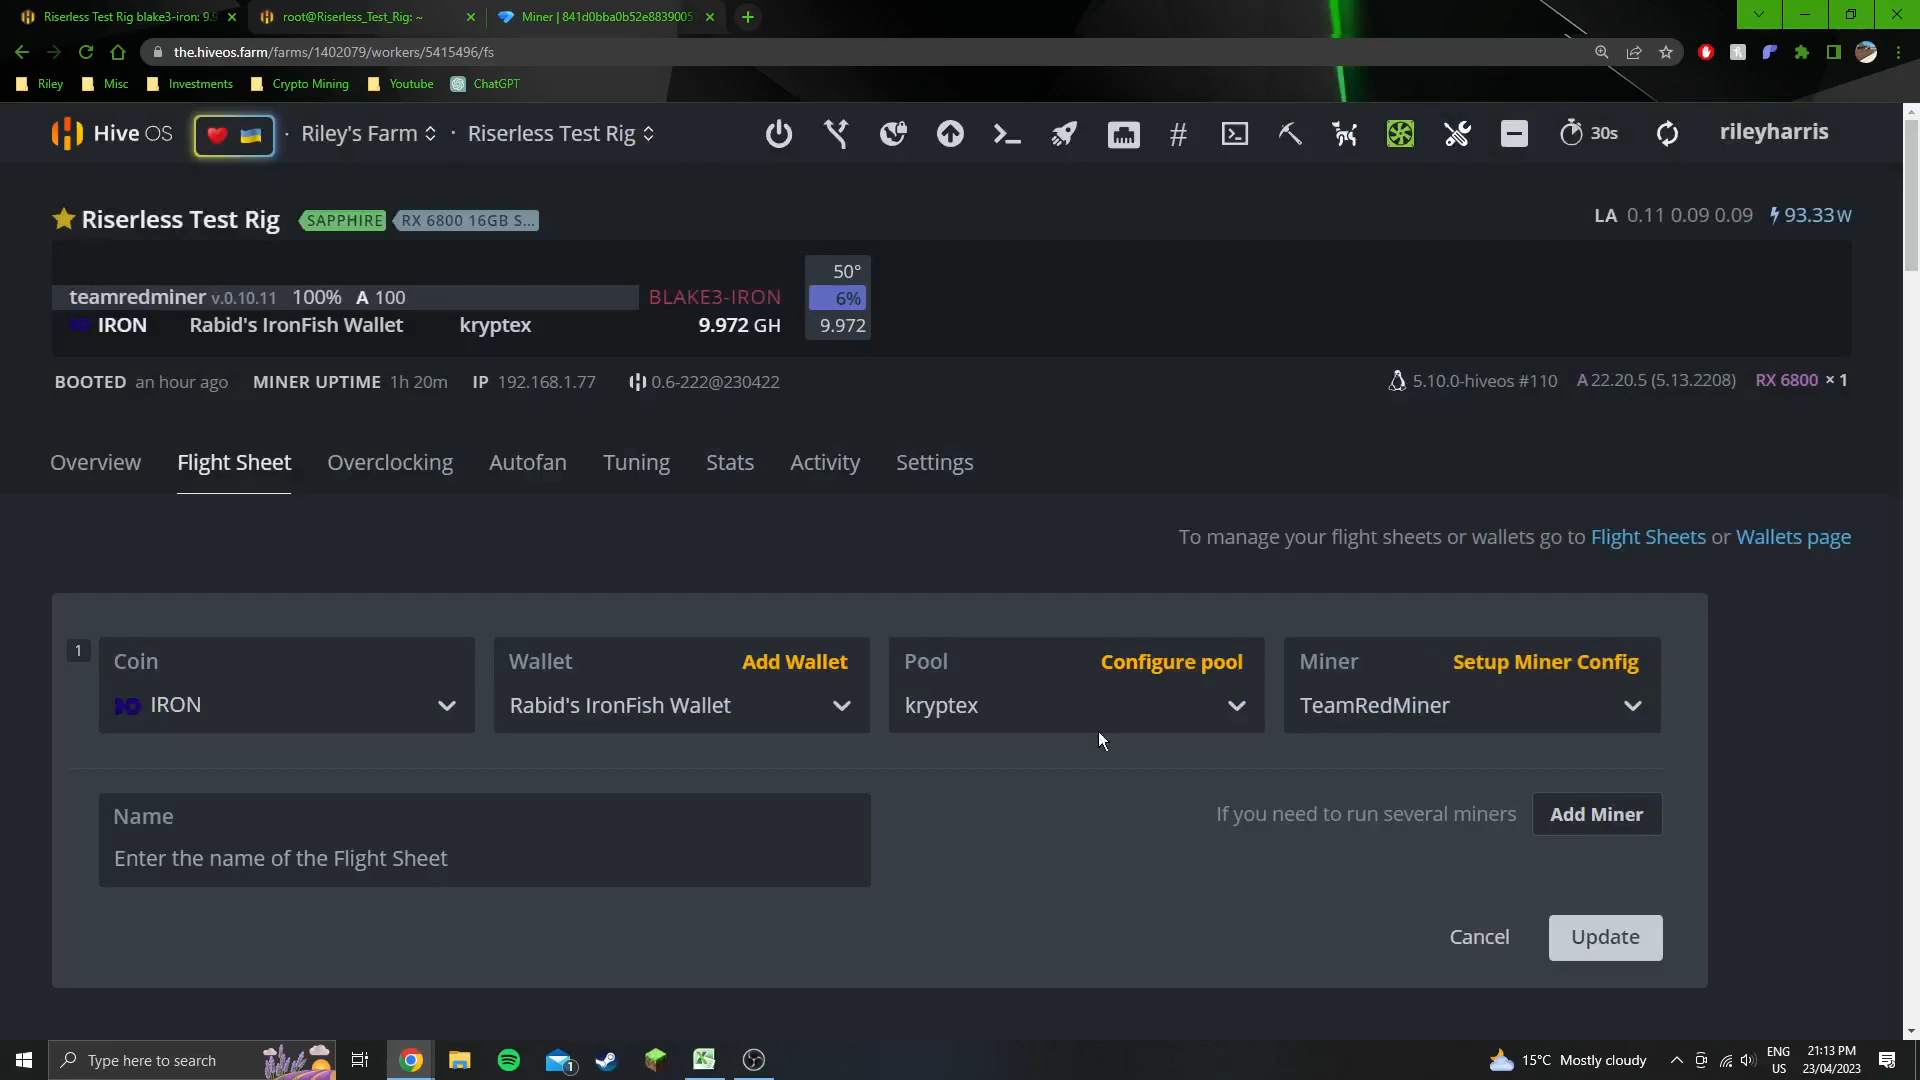 Riserless Test Rig blake3-iron: 9.9
root@Riserless_Test_Rig: ~
Miner | 841d0bba0b52e8839005
the.hiveos.farm/farms/1402079/workers/5415496/fs
Riley
Misc
Investments
Crypto Mining
Youtube
ChatGPT
Hive OS
· Riley's Farm
· Riserless Test Rig
30s
rileyharris
Riserless Test Rig
SAPPHIRE
RX 6800 16GB S...
LA 0.11 0.09 0.09
93.33W
50°
teamredminer v.0.10.11 100% A 100
BLAKE3-IRON
6%
IRON
Rabid's IronFish Wallet
kryptex
9.972 GH
9.972
BOOTED an hour ago
MINER UPTIME 1h 20m
IP 192.168.1.77
0.6-222@230422
5.10.0-hiveos #110
A 22.20.5 (5.13.2208)
RX 6800 × 1
Overview
Flight Sheet
Overclocking
Autofan
Tuning
Stats
Activity
Settings
To manage your flight sheets or wallets go to Flight Sheets or Wallets page
1
Coin
IRON
Wallet
Add Wallet
Rabid's IronFish Wallet
Pool
Configure pool
kryptex
Miner
Setup Miner Config
TeamRedMiner
Name
Enter the name of the Flight Sheet
If you need to run several miners
Add Miner
Cancel
Update
Type here to search
1
15°C Mostly cloudy
ENG
US
21:13 PM
23/04/2023